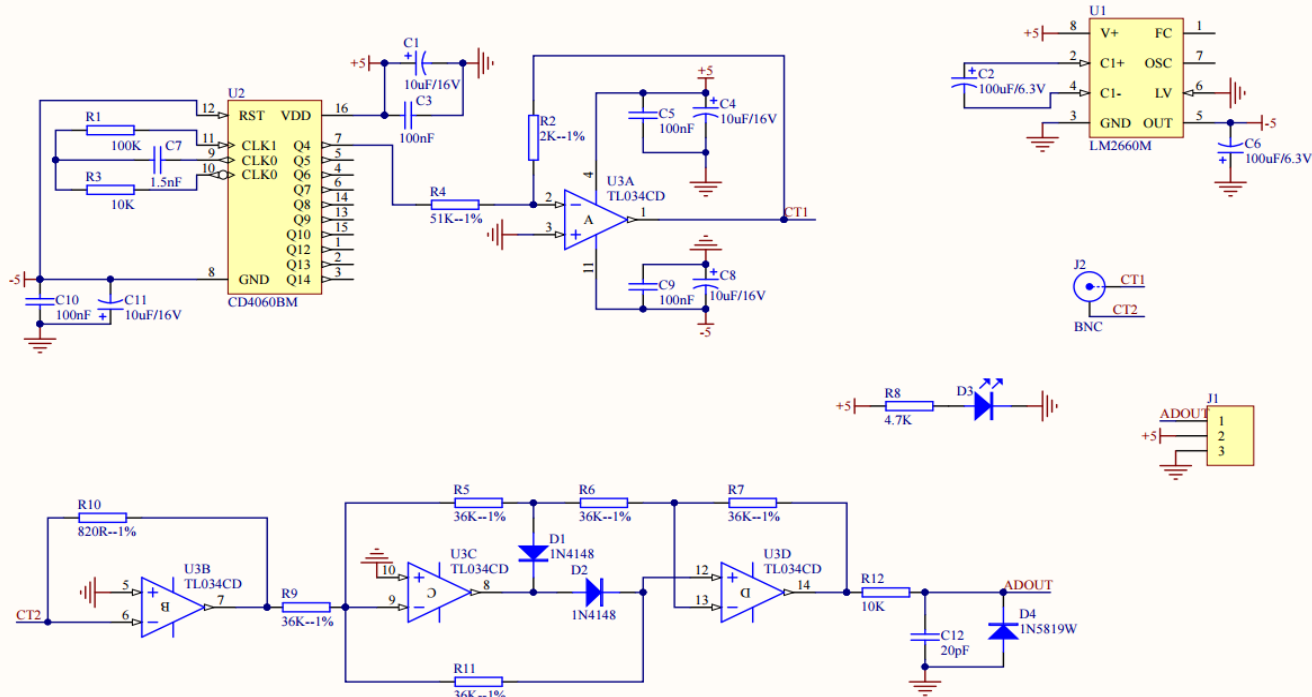 U1
+5
8
V+
FC
1
2
C1+
OSC
7
C2
100uF/6.3V
4
C1-
LV
6
3
GND
OUT
5
-5
LM2660M
C6
100uF/6.3V
C1
+5
10uF/16V
C3
100nF
U2
12
RST
VDD
16
R1
100K
11
CLK1
Q4
7
C7
1.5nF
9
CLK0
Q5
5
10
CLK0
Q6
4
R3
10K
Q7
6
Q8
14
Q9
13
Q10
15
Q12
1
Q13
2
Q14
3
-5
8
GND
CD4060BM
C10
100nF
C11
10uF/16V
R2
2K--1%
R4
51K--1%
+5
C5
100nF
C4
10uF/16V
4
U3A
TL034CD
2
3
A
1
CT1
11
C9
100nF
C8
10uF/16V
-5
J2
CT1
CT2
BNC
+5
R8
4.7K
D3
J1
ADOUT
1
+5
2
3
R10
820R--1%
U3B
TL034CD
5
B
7
CT2
6
R9
36K--1%
R5
36K--1%
R6
36K--1%
R7
36K--1%
10
U3C
TL034CD
C
8
9
D1
1N4148
D2
1N4148
R11
36K--1%
12
U3D
TL034CD
D
14
13
R12
10K
ADOUT
C12
20pF
D4
1N5819W